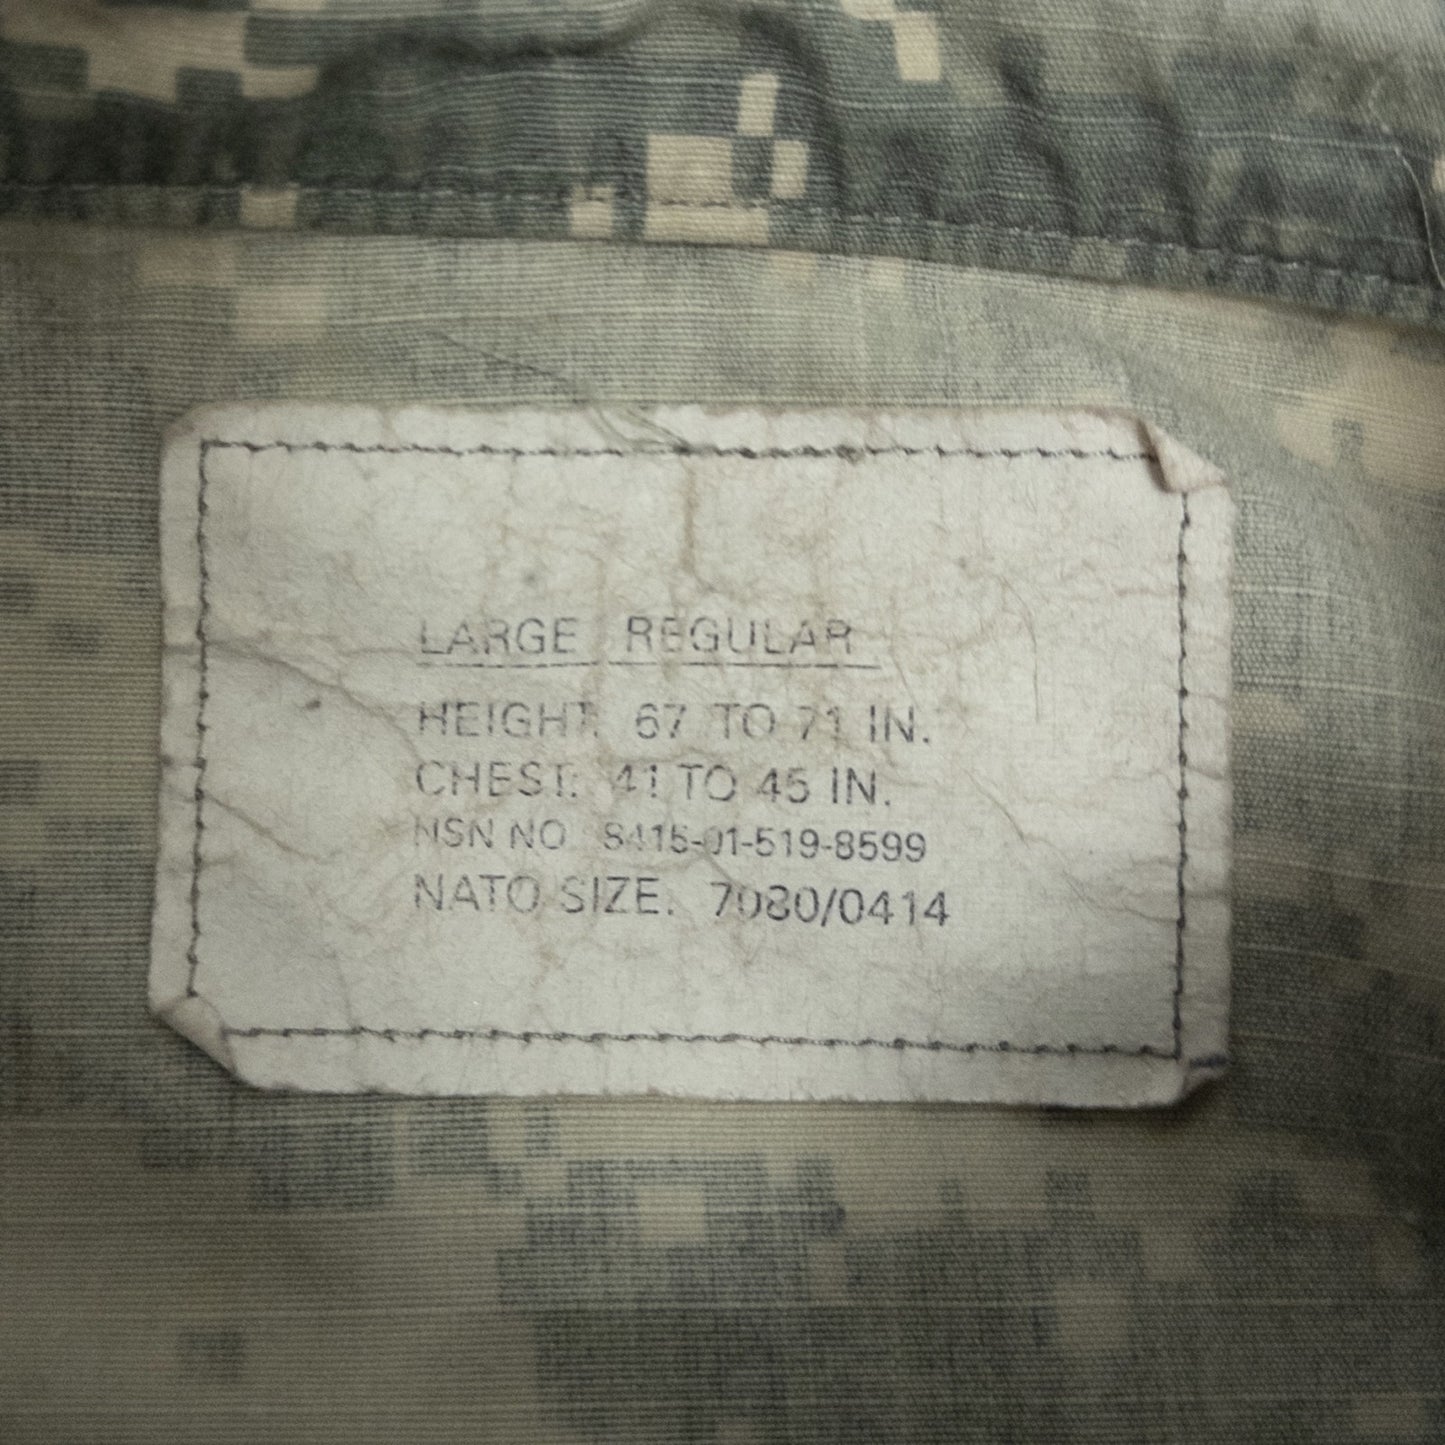 LARGE REGULAR
HEIGHT: 67 TO 71 IN.
CHEST: 41 TO 45 IN.
NSN NO 8415-01-519-8599
NATO SIZE: 7080/0414